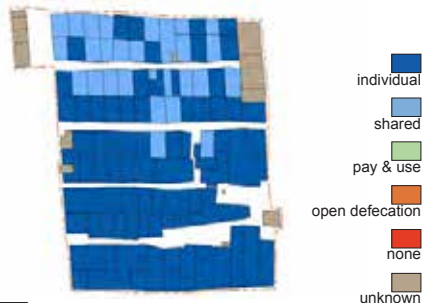 individual
shared
pay & use
open defecation
none
unknown